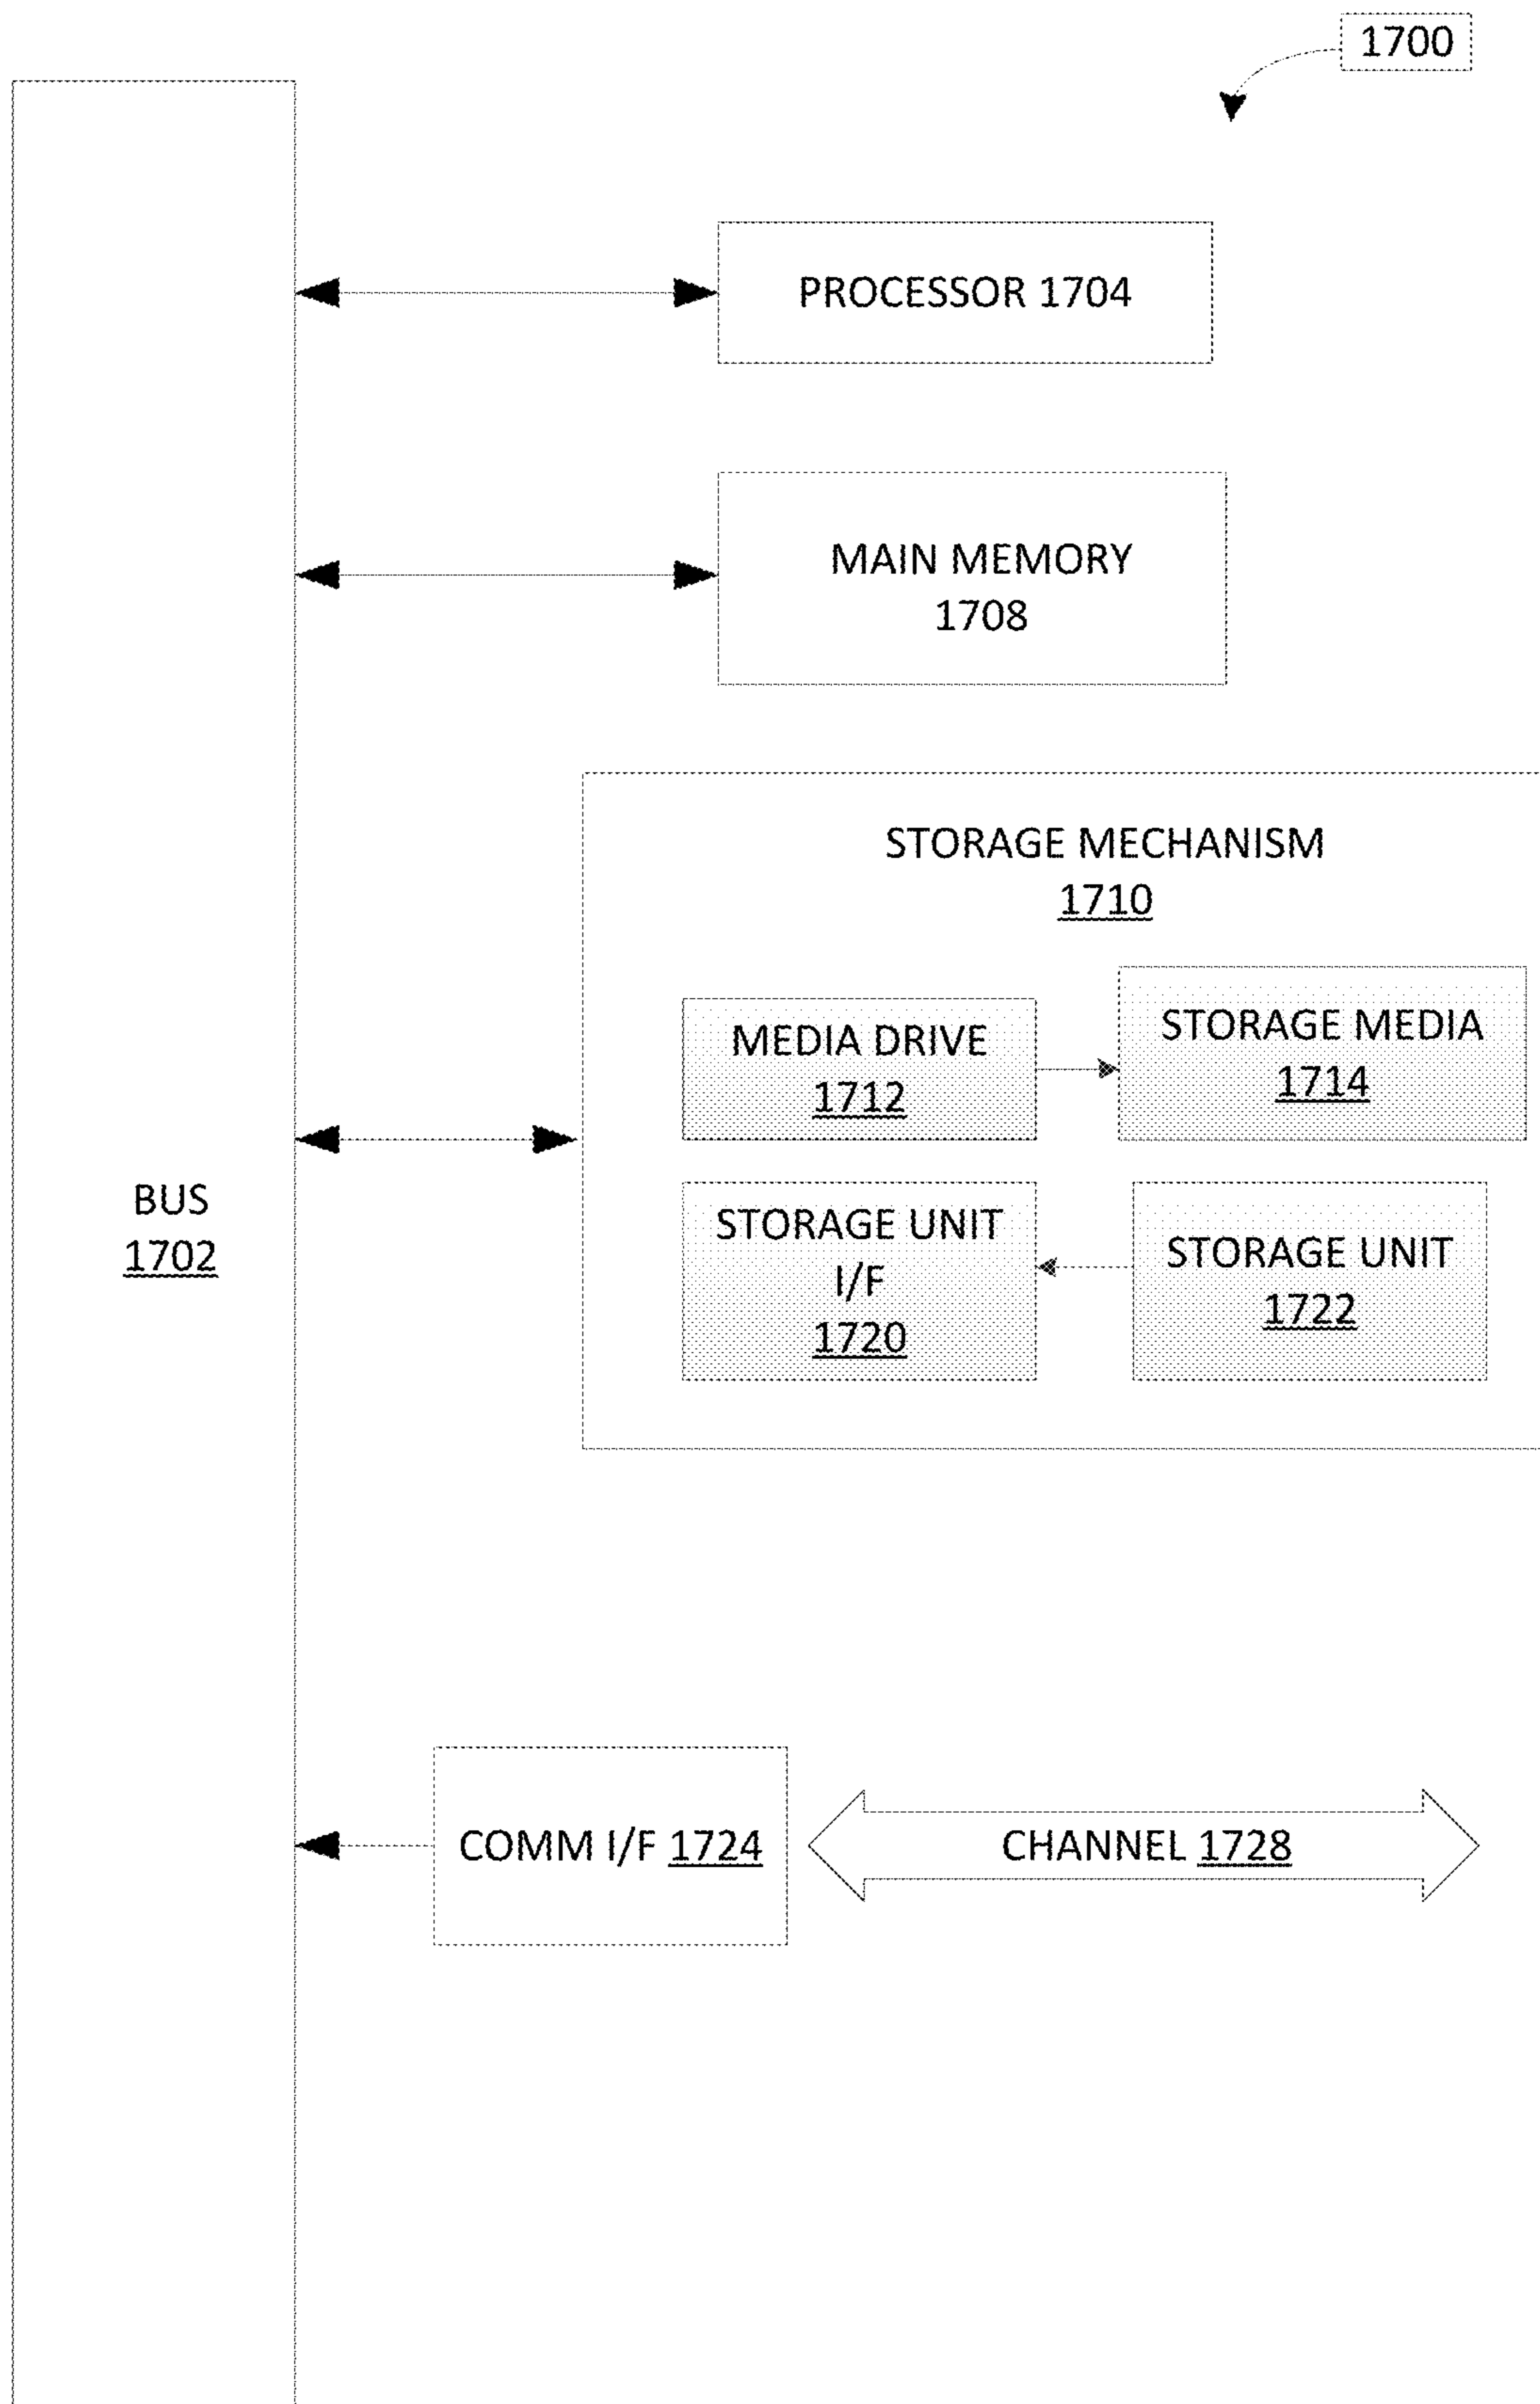 1700
PROCESSOR 1704
MAIN MEMORY
1708
STORAGE MECHANISM
1710
MEDIA DRIVE
1712
STORAGE MEDIA
1714
BUS
1702
STORAGE UNIT
I/F
1720
STORAGE UNIT
1722
COMM I/F 1724
CHANNEL 1728